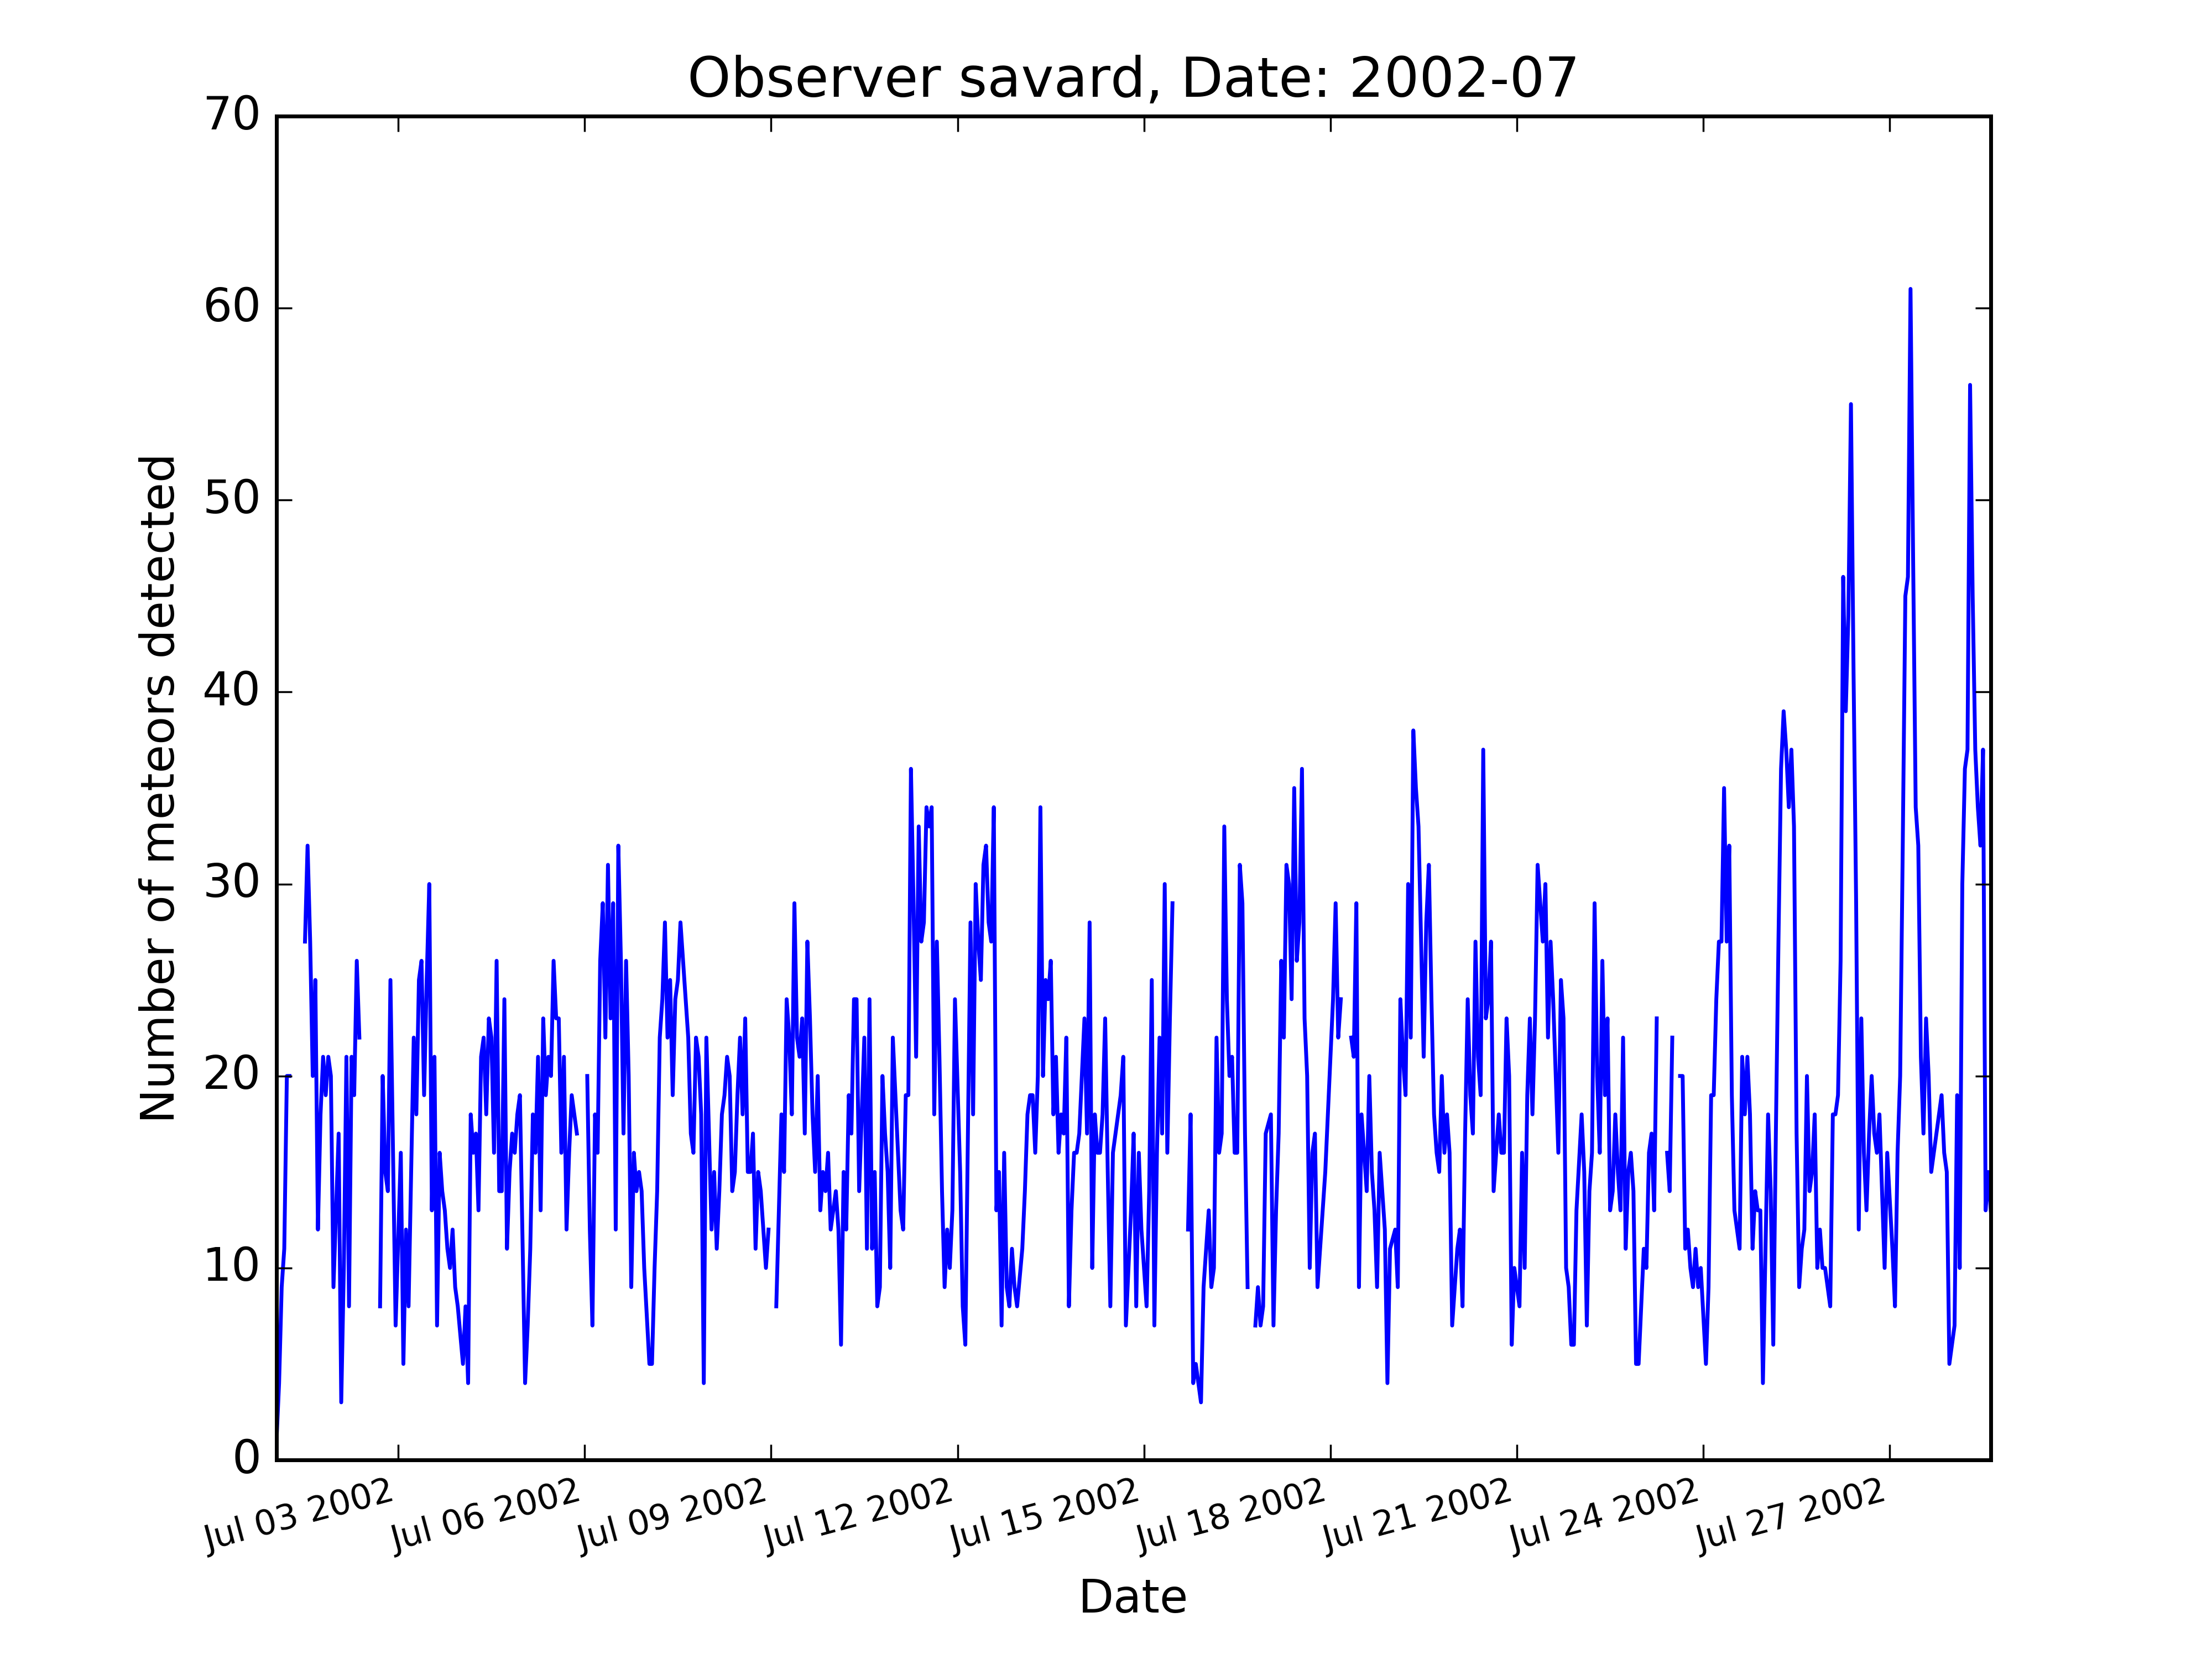 Observer savard, Date: 2002-07
70
60
50
40
30
20
10
0
Number of meteors detected
Jul 03 2002
Jul 06 2002
Jul 09 2002
Jul 12 2002
Jul 15 2002
Jul 18 2002
Jul 21 2002
Jul 24 2002
Jul 27 2002
Date